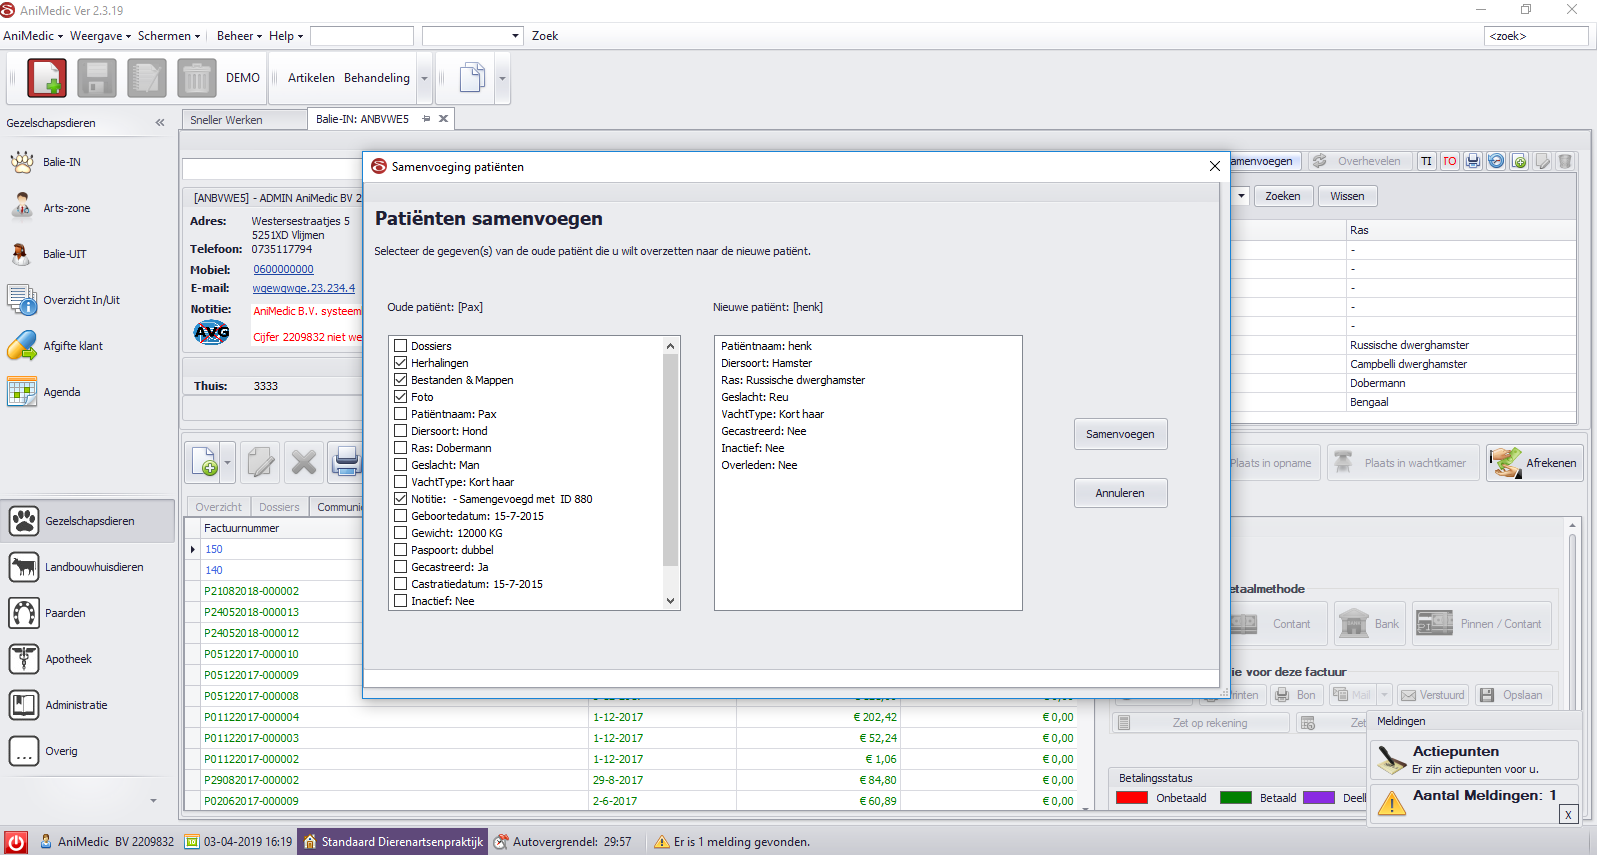 AniMedic Ver 2.3.19
AniMedic Weergave Schermen Beheer Help Zoek <zoek>
DEMO Artikelen Behandeling
Gezelschapsdieren «
Sneller Werken Balie-IN: ANBVWE5
Balie-IN
Arts-zone
Balie-UIT
Overzicht In/Uit
Afgifte klant
Agenda
Gezelschapsdieren
Landbouwhuisdieren
Paarden
Apotheek
Administratie
Overig
amenvoegen Overhevelen TI TO
[ANBVWE5] - ADMIN AniMedic BV 2
Adres: Westersestraatjes 5
5251XD Vlijmen
Telefoon: 0735117794
Mobiel: 0600000000
E-mail: wqewqwqe.23.234.4
Notitie: AniMedic B.V. systeem
AVG Cijfer 2209832 niet we
Thuis: 3333
Zoeken Wissen
Ras
-
-
-
-
-
Russische dwerghamster
Campbelli dwerghamster
Dobermann
Bengaal
Samenvoeging patiënten
Patiënten samenvoegen
Selecteer de gegeven(s) van de oude patiënt die u wilt overzetten naar de nieuwe patiënt.
Oude patiënt: [Pax]
Dossiers
Herhalingen
Bestanden & Mappen
Foto
Patiëntnaam: Pax
Diersoort: Hond
Ras: Dobermann
Geslacht: Man
VachtType: Kort haar
Notitie: - Samengevoegd met ID 880
Geboortedatum: 15-7-2015
Gewicht: 12000 KG
Paspoort: dubbel
Gecastreerd: Ja
Castratiedatum: 15-7-2015
Inactief: Nee
Nieuwe patiënt: [henk]
Patiëntnaam: henk
Diersoort: Hamster
Ras: Russische dwerghamster
Geslacht: Reu
VachtType: Kort haar
Gecastreerd: Nee
Inactief: Nee
Overleden: Nee
Samenvoegen
Annuleren
Plaats in opname Plaats in wachtkamer Afrekenen
Overzicht Dossiers Communi
Factuurnummer
150
140
P21082018-000002
P24052018-000013
P24052018-000012
P05122017-000010
P05122017-000009
P05122017-000008
P01122017-000004 1-12-2017 € 202,42 € 0,00
P01122017-000003 1-12-2017 € 52,24 € 0,00
P01122017-000002 1-12-2017 € 1,06 € 0,00
P29082017-000002 29-8-2017 € 84,80 € 0,00
P02062017-000009 2-6-2017 € 60,89 € 0,00
etaalmethode
Contant Bank Pinnen / Contant
ie voor deze factuur
inten Bon Mail Verstuurd Opslaan
Zet op rekening Zet
Betalingsstatus
Onbetaald Betaald Deell
Meldingen
Actiepunten
Er zijn actiepunten voor u.
Aantal Meldingen: 1
X
AniMedic BV 2209832 03-04-2019 16:19 Standaard Dierenartsenpraktijk Autovergrendel: 29:57 Er is 1 melding gevonden.